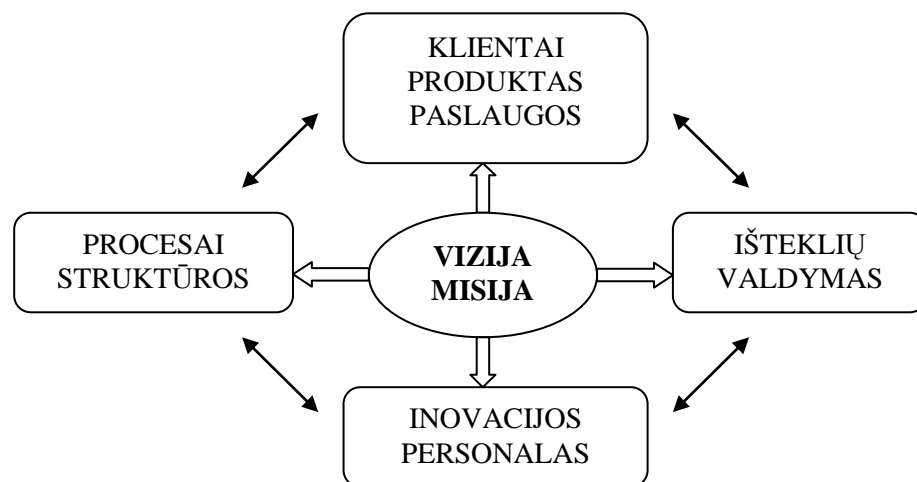 KLIENTAI
PRODUKTAS
PASLAUGOS
PROCESAI
STRUKTŪROS
VIZIJA
MISIJA
IŠTEKLIŲ
VALDYMAS
INOVACIJOS
PERSONALAS